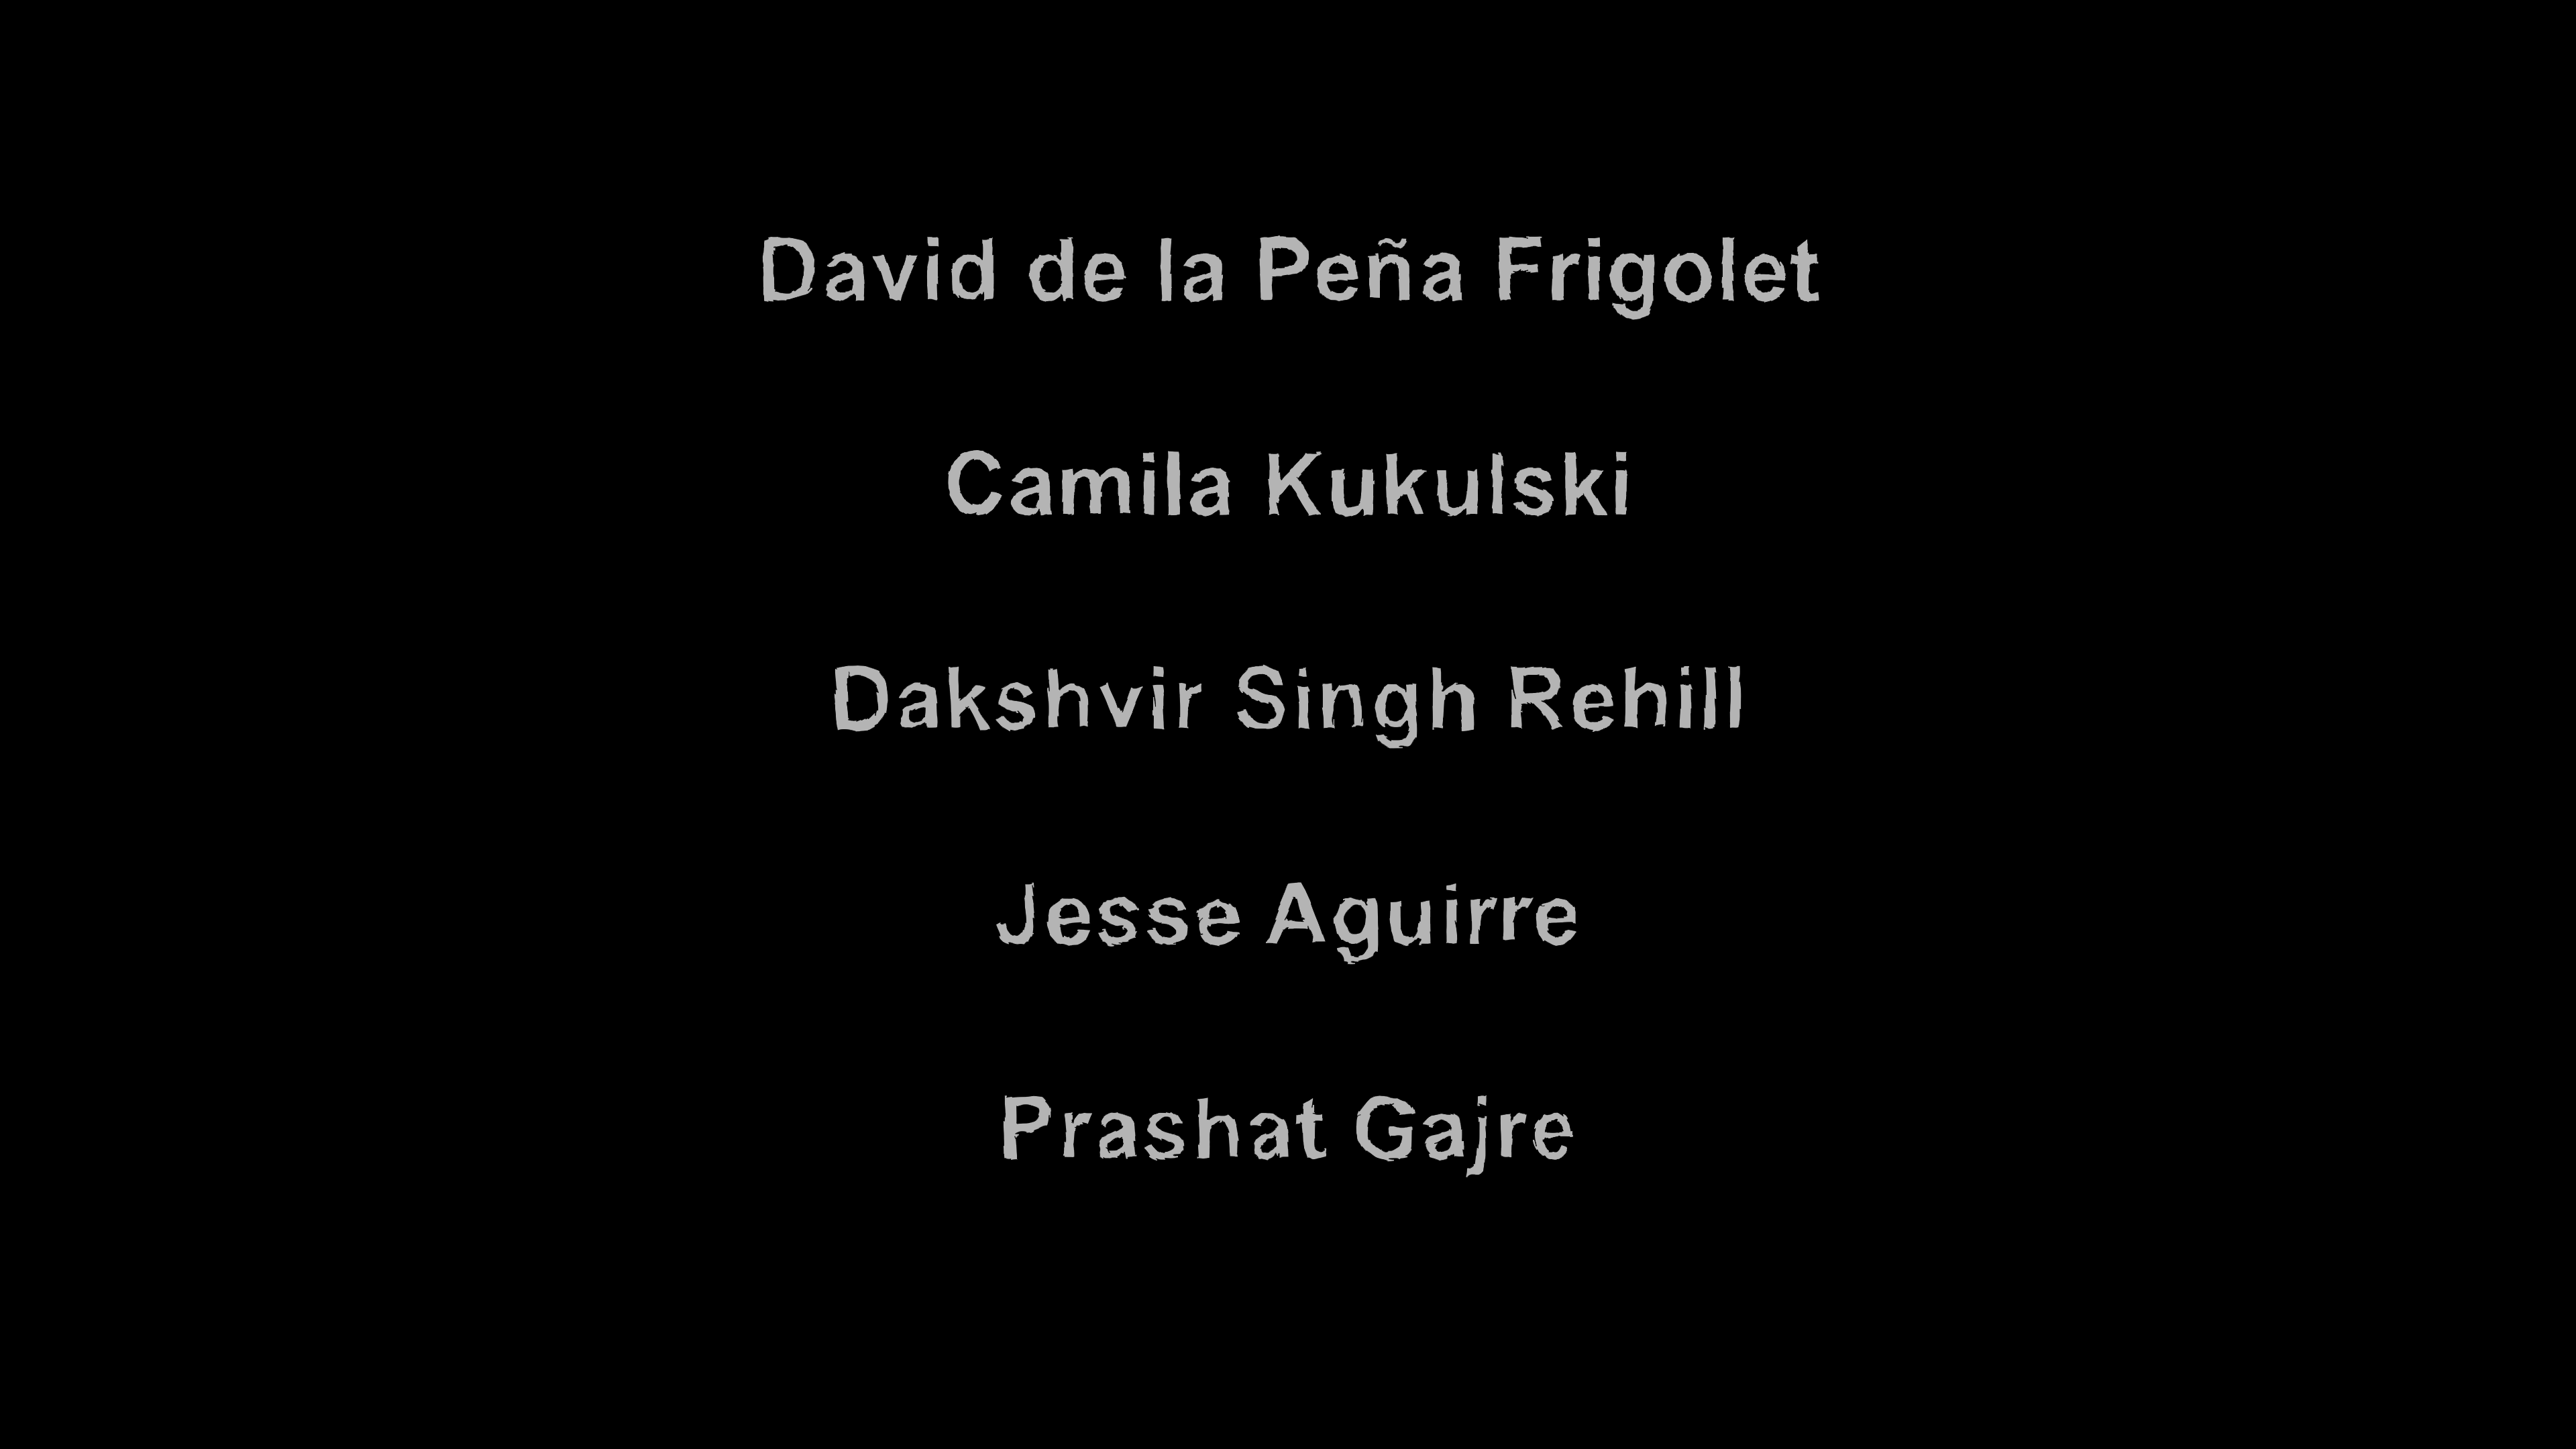 David de la Peña Frigolet
Camila Kukulski
Dakshvir Singh Rehill
Jesse Aguirre
Prashat Gajre